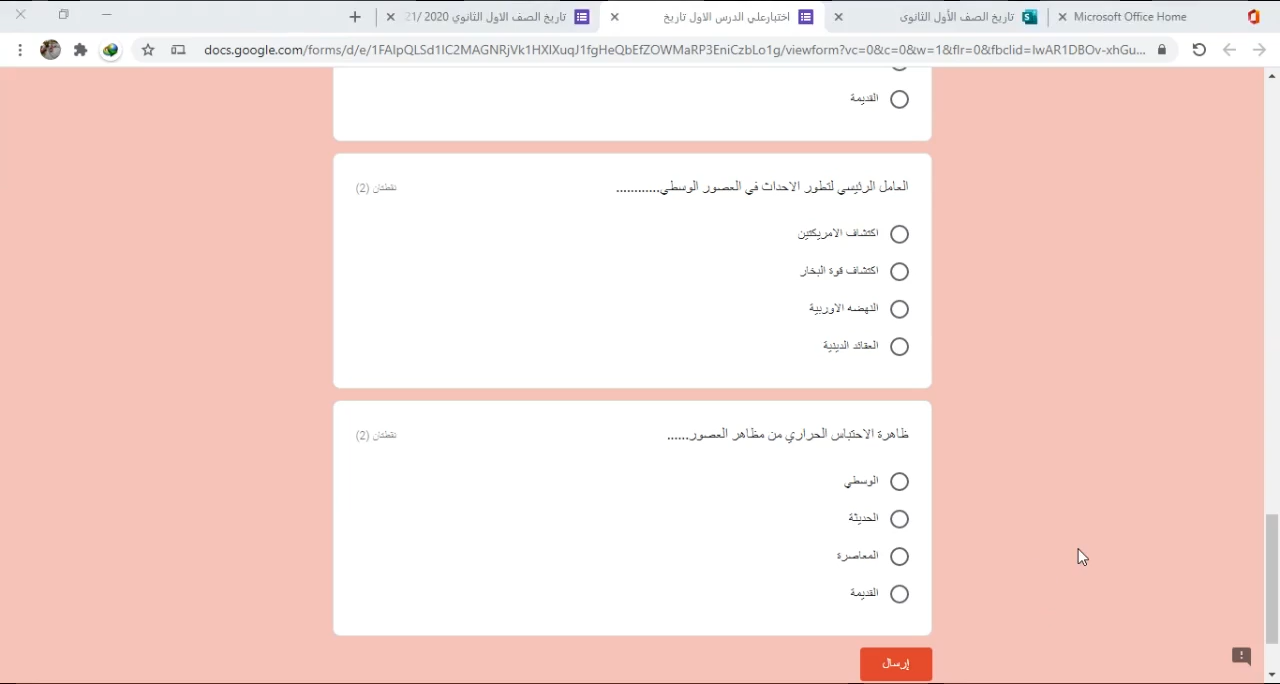 تاريخ الصف الاول الثانوي 2020 /21
اختبارعلي الدرس الاول تاريخ
تاريخ الصف الأول الثانوى
Microsoft Office Home
docs.google.com/forms/d/e/1FAIpQLSd1IC2MAGNRjVk1HXIXuqJ1fgHeQbEfZOWMaRP3EniCzbLo1g/viewform?vc=0&c=0&w=1&flr=0&fbclid=IwAR1DBOv-xhGu...
القديمة
العامل الرئيسي لتطور الاحداث في العصور الوسطي............
نقطتان (2)
اكتشاف الامريكتين
اكتشاف قوة البخار
النهضه الاوربية
العقائد الدينية
ظاهرة الاحتباس الحراري من مظاهر العصور......
نقطتان (2)
الوسطي
الحديثة
المعاصرة
القديمة
إرسال